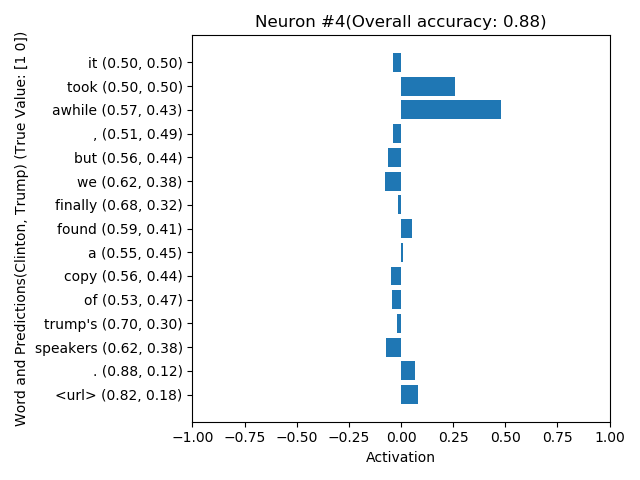 Neuron #4(Overall accuracy: 0.88)
Word and Predictions(Clinton, Trump) (True Value: [1 0])
it (0.50, 0.50)
took (0.50, 0.50)
awhile (0.57, 0.43)
, (0.51, 0.49)
but (0.56, 0.44)
we (0.62, 0.38)
finally (0.68, 0.32)
found (0.59, 0.41)
a (0.55, 0.45)
copy (0.56, 0.44)
of (0.53, 0.47)
trump's (0.70, 0.30)
speakers (0.62, 0.38)
. (0.88, 0.12)
<url> (0.82, 0.18)
−1.00 −0.75 −0.50 −0.25 0.00 0.25 0.50 0.75 1.00
Activation